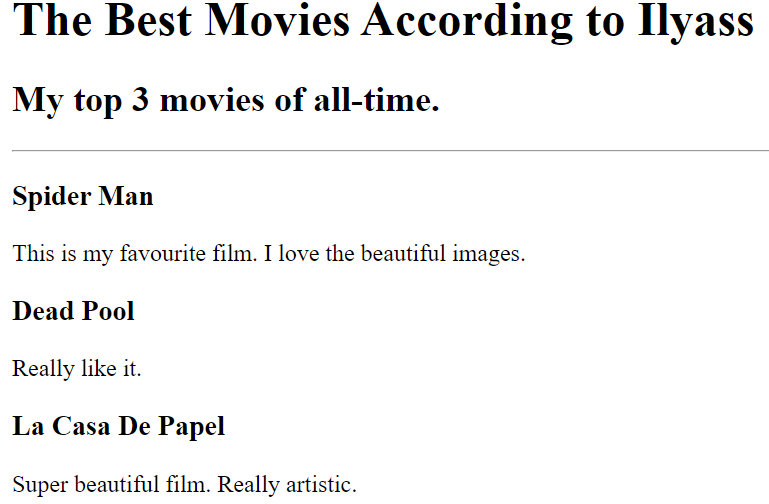 The Best Movies According to Ilyass
My top 3 movies of all-time.
Spider Man
This is my favourite film. I love the beautiful images.
Dead Pool
Really like it.
La Casa De Papel
Super beautiful film. Really artistic.